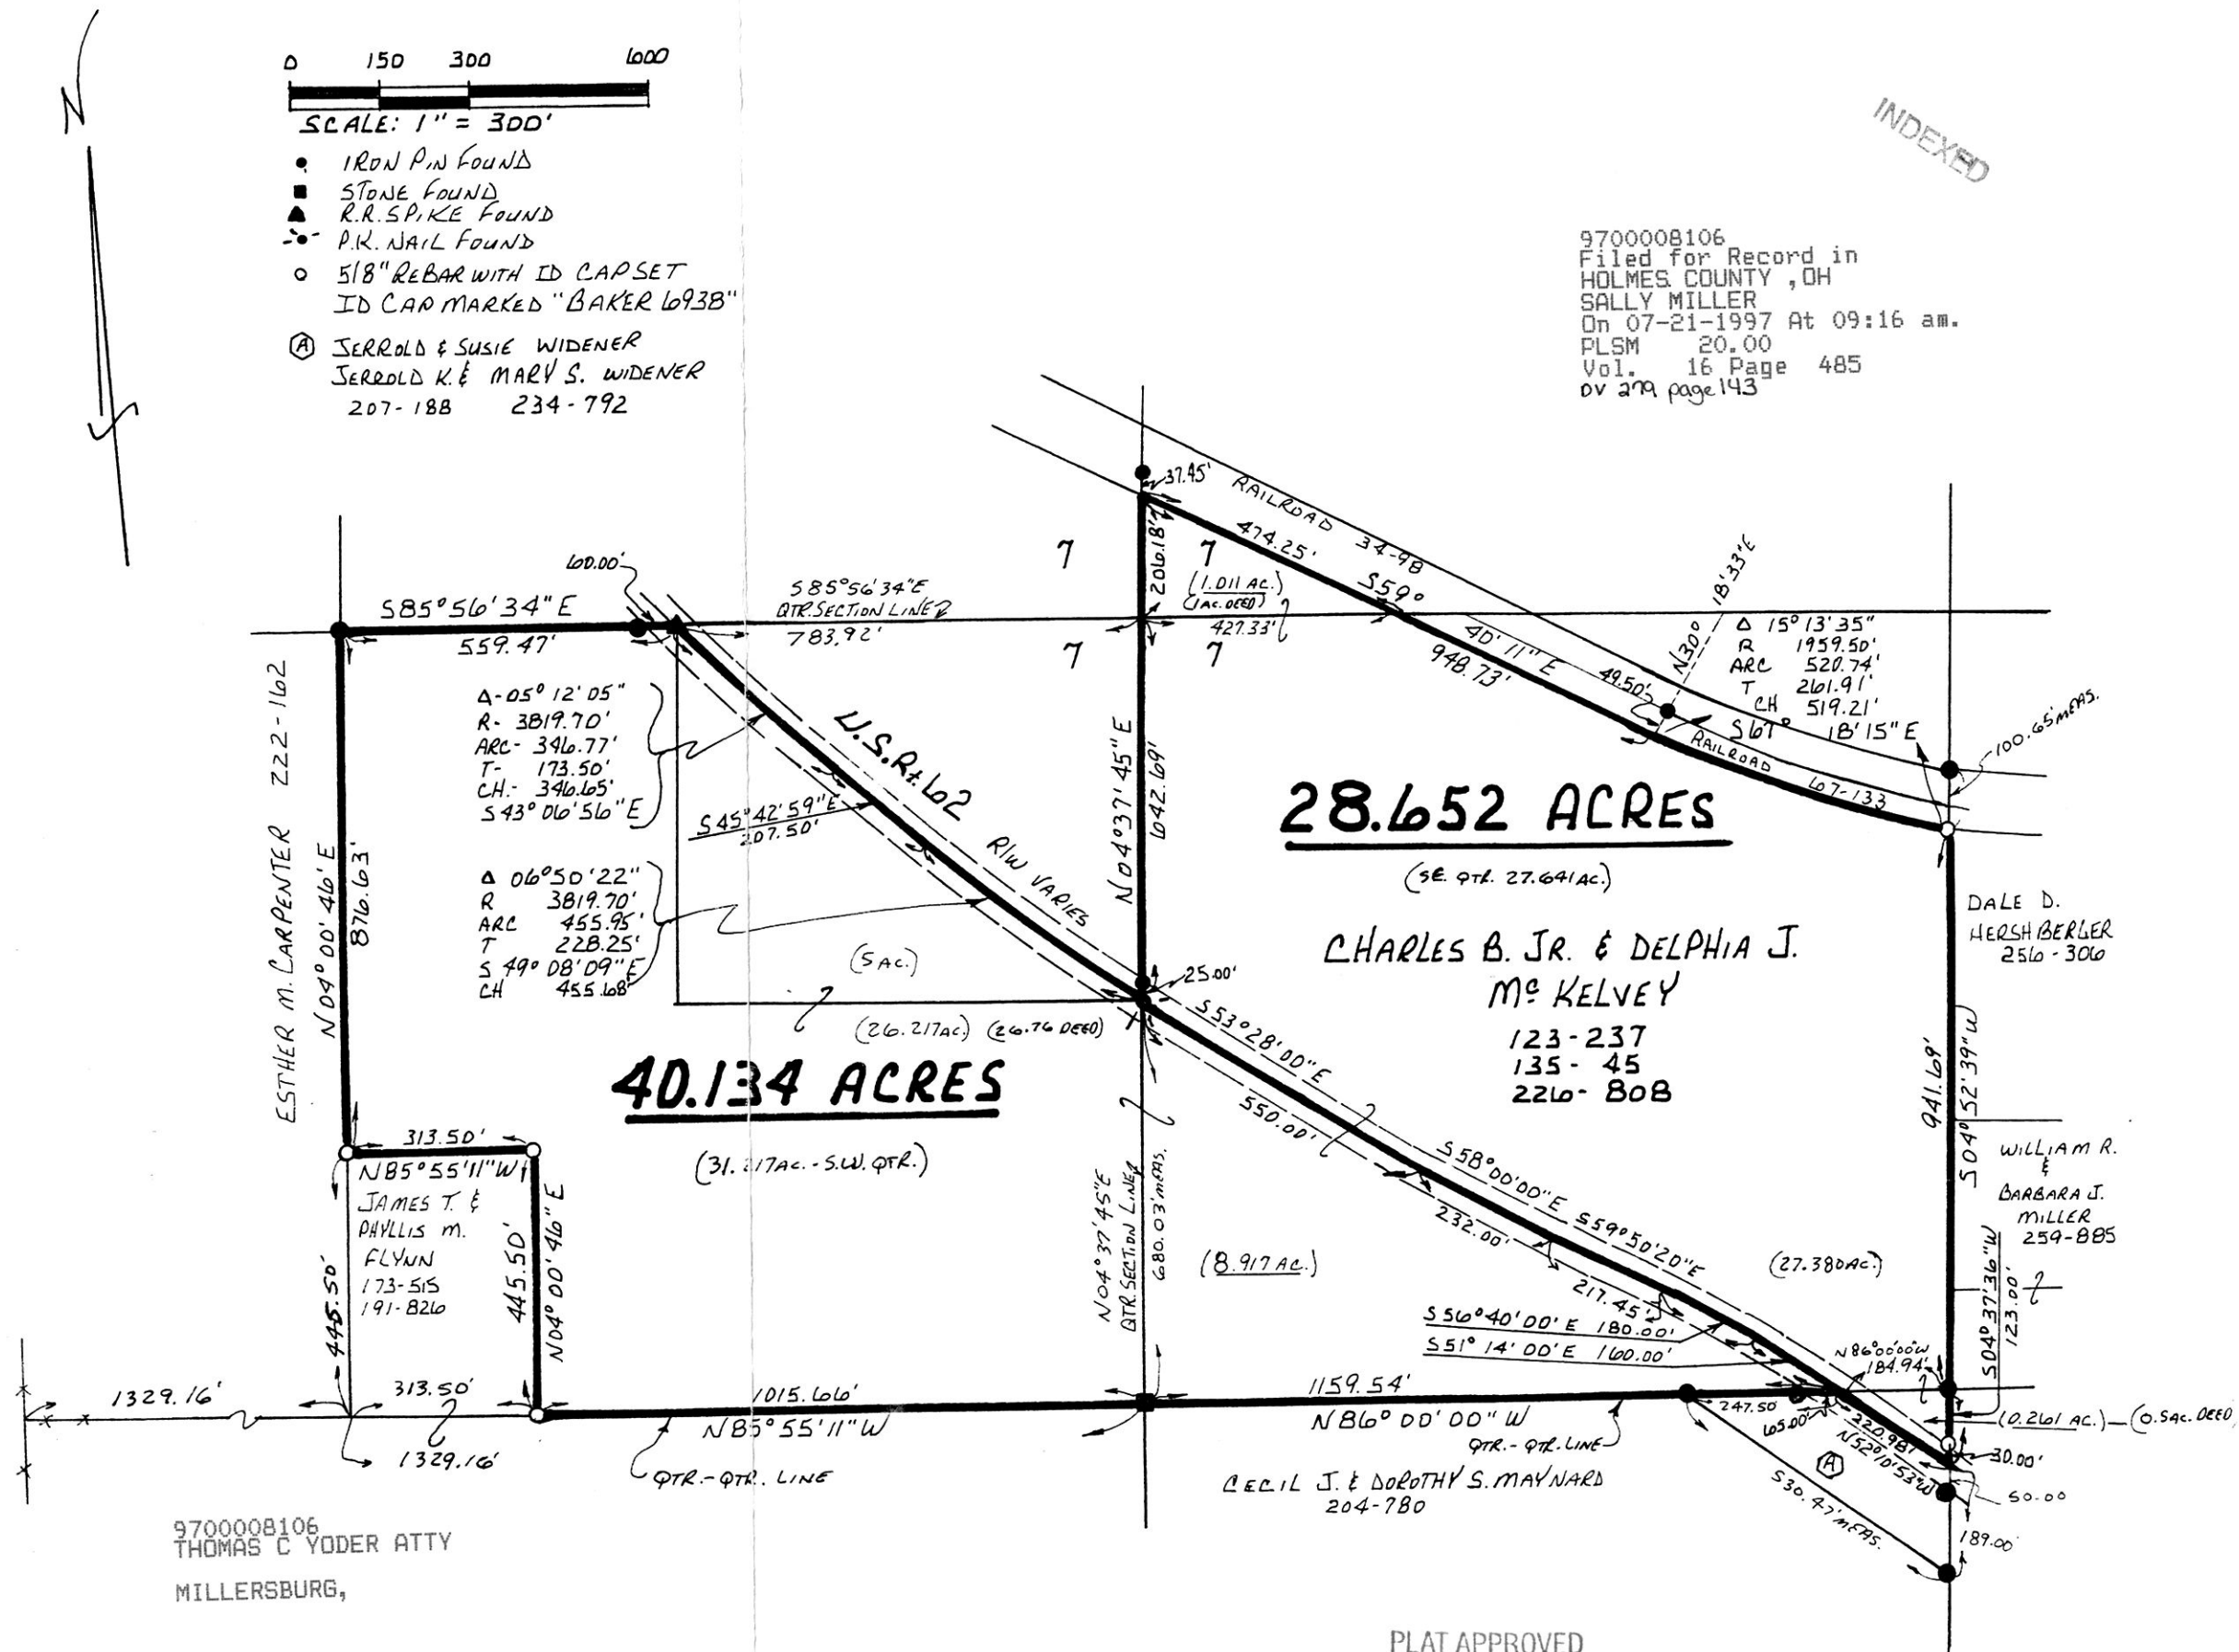 N
0 150 300 600
SCALE: 1" = 300'
IRON PIN FOUND
STONE FOUND
R.R. SPIKE FOUND
P.K. NAIL FOUND
5/8" REBAR WITH ID CAP SET
ID CAP MARKED "BAKER 6938"
A JERROLD & SUSIE WIDENER
JERROLD K. & MARY S. WIDENER
207-188 234-792
INDEXED
9700008106
Filed for Record in
HOLMES COUNTY ,OH
SALLY MILLER
On 07-21-1997 At 09:16 am.
PLSM 20.00
Vol. 16 Page 485
DV 279 page 143
37.45'
RAILROAD 34-98
474.25'
S59° 40' 11" E
948.73'
206.18'
7 7
7 7
(1.011 AC.)
(1 AC. DEED)
427.33'
60.00'
S85°56'34"E
559.47'
S85°56'34"E
QTR. SECTION LINE
783.92'
N30° 18'33"E
49.50'
Δ 15° 13' 35"
R 1959.50'
ARC 520.74'
T 261.91'
CH 519.21'
S67° 18'15" E
RAILROAD 67-133
100.65' MEAS.
Δ-05° 12' 05"
R- 3819.70'
ARC- 346.77'
T- 173.50'
CH.- 346.65'
S 43° 06' 56" E
S45°42'59"E
207.50'
U.S. Rt. 62
R/W VARIES
Δ 06°50'22"
R 3819.70'
ARC 455.95'
T 228.25'
S 49° 08' 09" E
CH 455.68'
ESTHER M. CARPENTER 222-162
N04°00'46'E
876.63'
N04°37'45"E
642.69'
28.652 ACRES
(SE. QTR. 27.641 AC.)
CHARLES B. JR. & DELPHIA J.
Mc KELVEY
123-237
135- 45
226- 808
DALE D.
HERSHBERGER
256-306
941.69'
S04°52'39"W
WILLIAM R.
&
BARBARA J.
MILLER
259-885
S04°37'36"W
123.00'
(5 AC.)
25.00'
(26.217 AC.) (26.76 DEED)
40.134 ACRES
(31.217 AC. - S.W. QTR.)
S53°28'00"E
550.00'
S58°00'00"E
232.00'
S59°50'20"E
217.45'
S56°40'00'E 180.00'
S51° 14' 00'E 160.00'
(8.917 AC.)
(27.380 AC.)
N04°37'45"E
QTR. SECTION LINE
680.03' MEAS.
313.50'
N85°55'11"W
JAMES T. &
PHYLLIS M.
FLYNN
173-515
191-826
445.50'
445.50'
N04°00'46"E
1329.16'
313.50'
1329.16'
1015.66'
N85°55'11"W
QTR.-QTR. LINE
1159.54'
N86°00'00"W
QTR.-QTR. LINE
N86°00'00W
184.94'
247.50
65.00'
220.98'
N52°10'53"W
(0.261 AC.) - (0.5 AC. DEED
30.00'
50.00
A
530.47' MEAS.
189.00'
CECIL J. & DOROTHY S. MAYNARD
204-780
9700008106
THOMAS C YODER ATTY
MILLERSBURG,
PLAT APPROVED